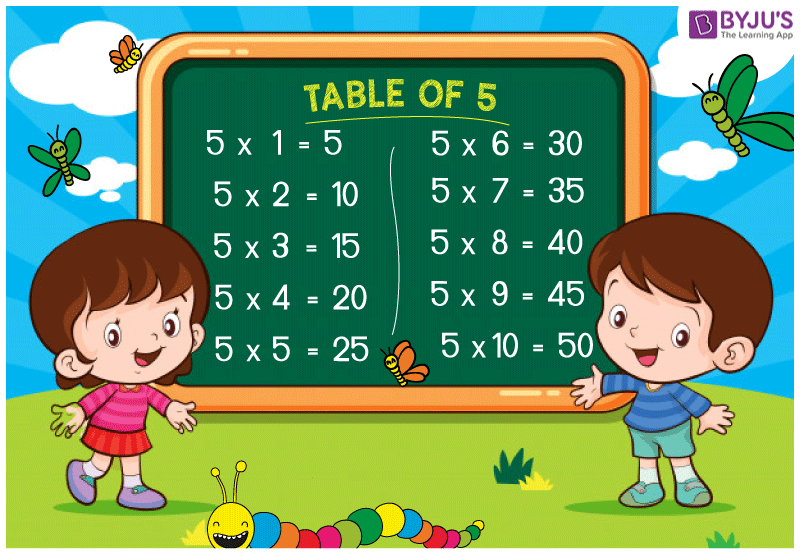 BYJU'S
The Learning App
TABLE OF 5
5 x 1 = 5
5 x 2 = 10
5 x 3 = 15
5 x 4 = 20
5 x 5 = 25
5 x 6 = 30
5 x 7 = 35
5 x 8 = 40
5 x 9 = 45
5 x 10 = 50